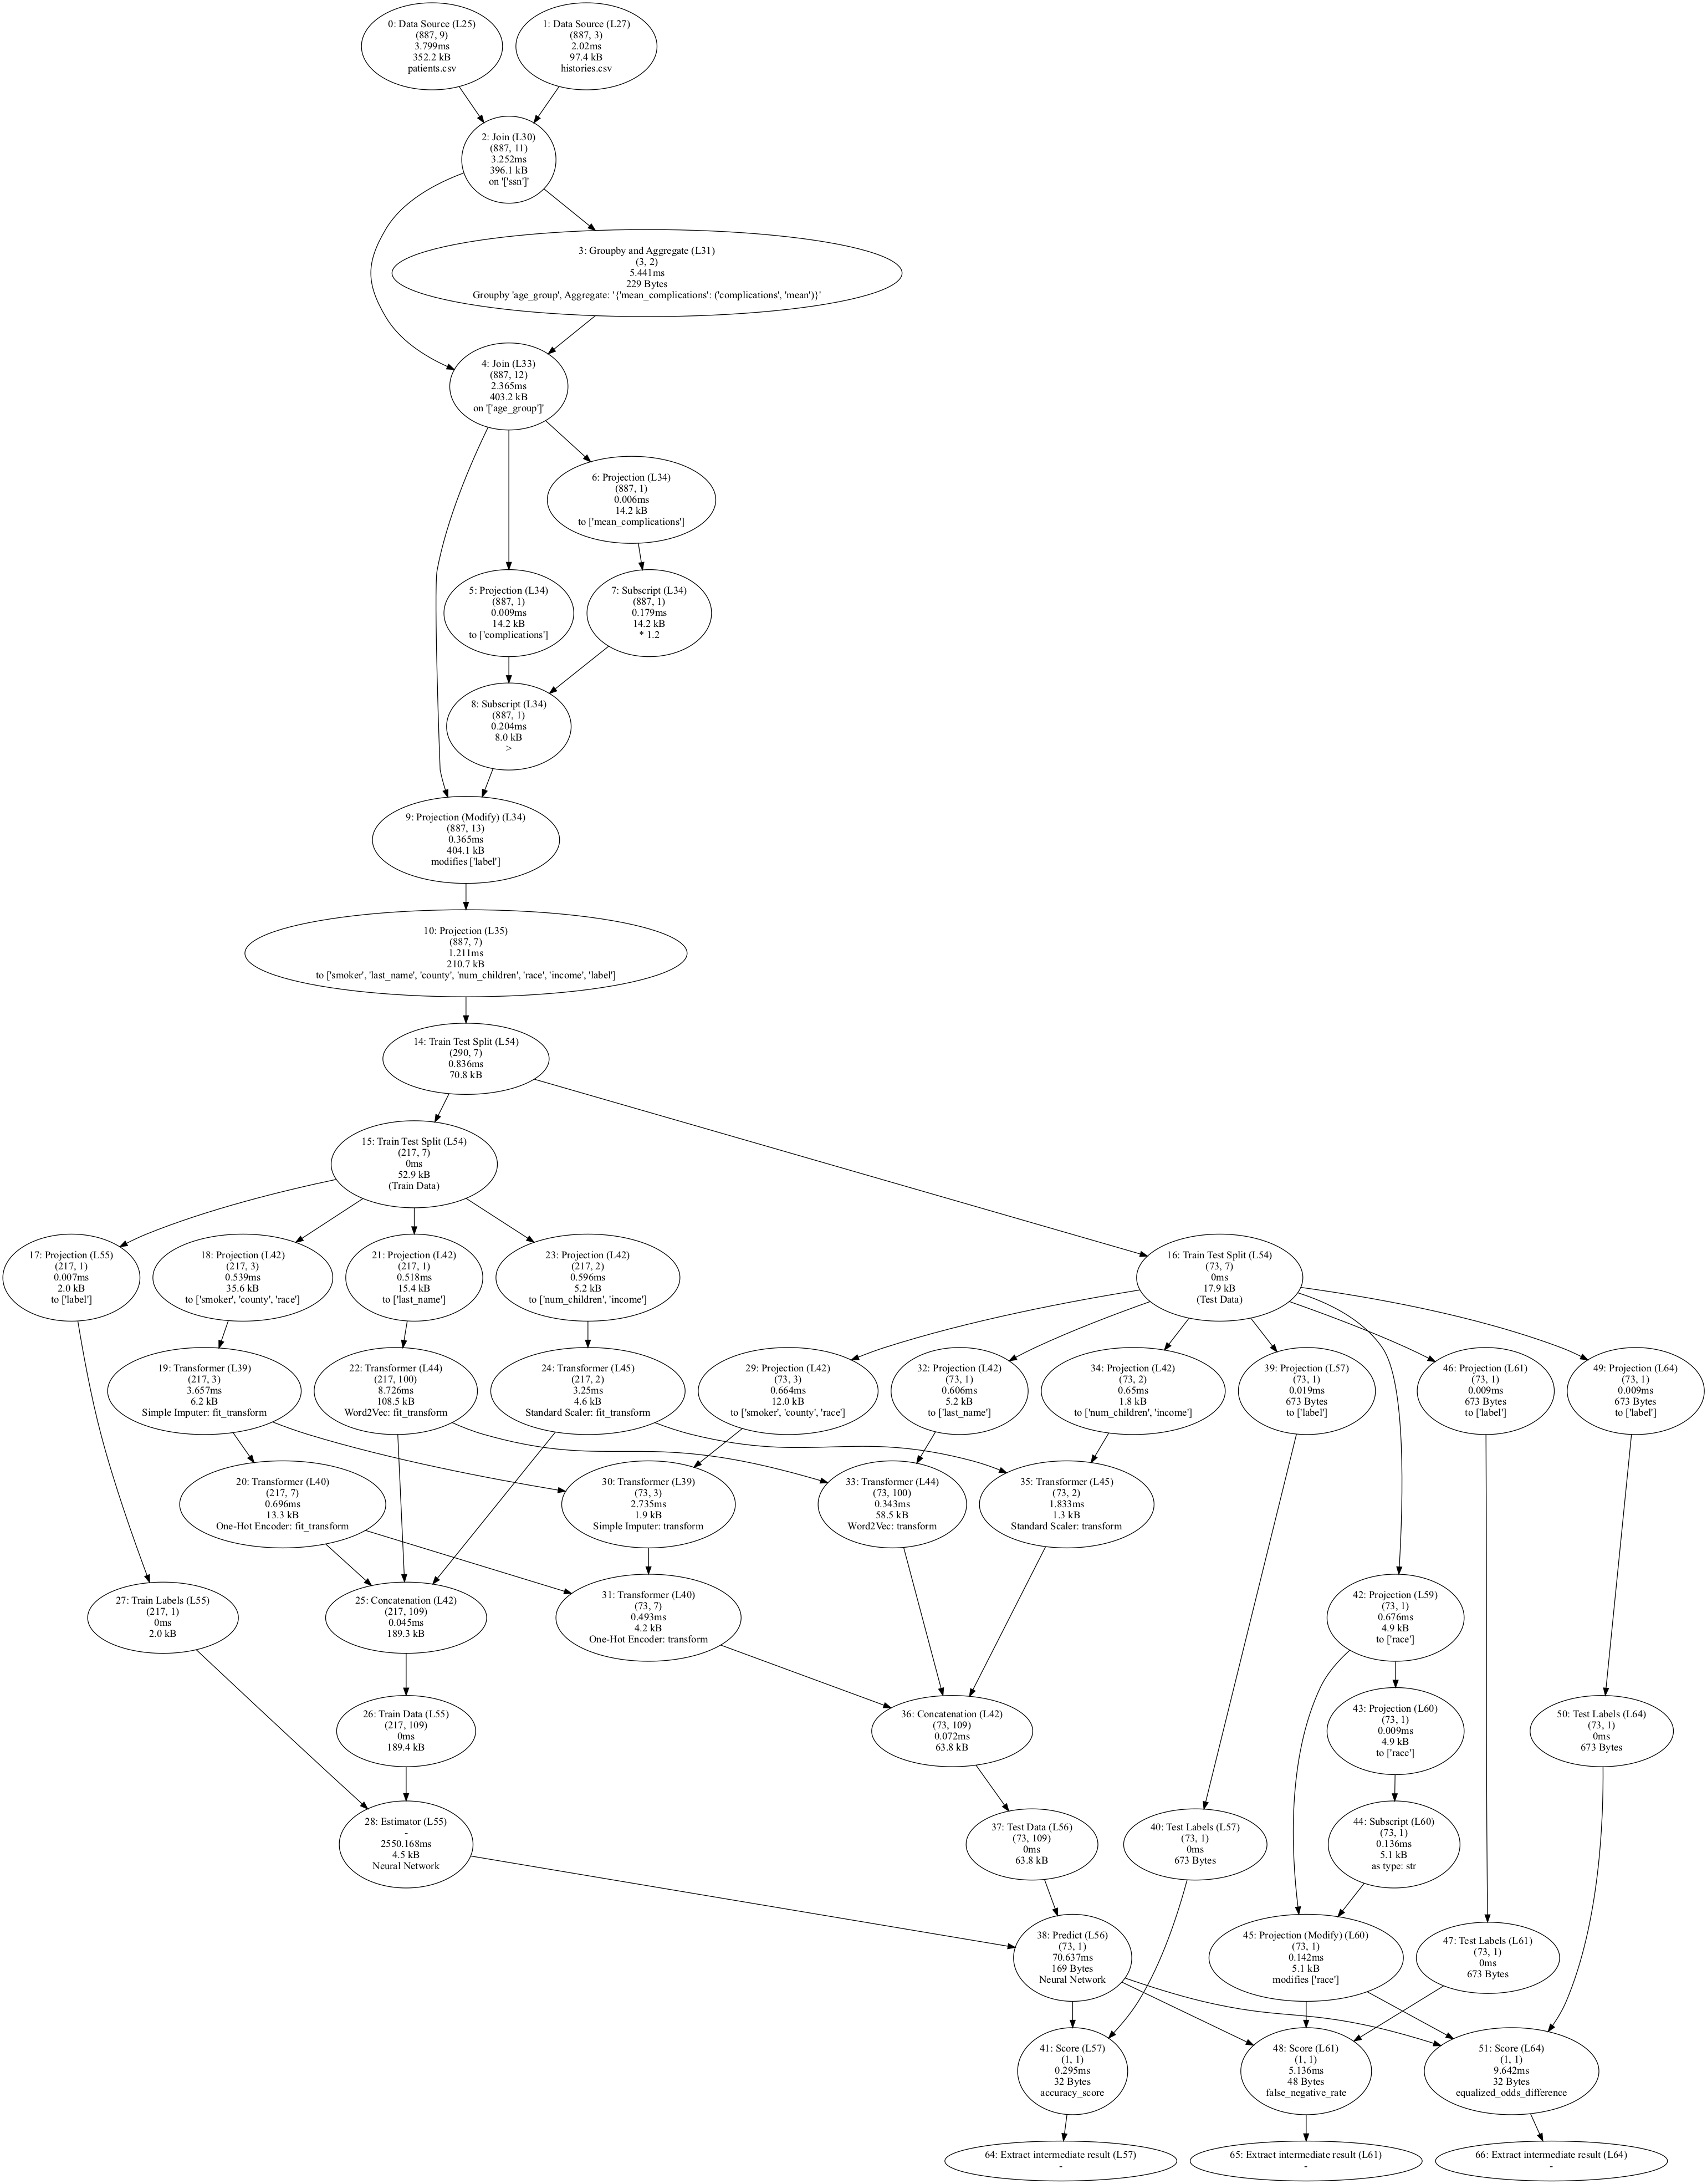 0: Data Source (L25)
(887, 9)
3.799ms
352.2 kB
patients.csv
1: Data Source (L27)
(887, 3)
2.02ms
97.4 kB
histories.csv
2: Join (L30)
(887, 11)
3.252ms
396.1 kB
on '['ssn']'
3: Groupby and Aggregate (L31)
(3, 2)
5.441ms
229 Bytes
Groupby 'age_group', Aggregate: '{'mean_complications': ('complications', 'mean')}'
4: Join (L33)
(887, 12)
2.365ms
403.2 kB
on '['age_group']'
6: Projection (L34)
(887, 1)
0.006ms
14.2 kB
to ['mean_complications']
5: Projection (L34)
(887, 1)
0.009ms
14.2 kB
to ['complications']
7: Subscript (L34)
(887, 1)
0.179ms
14.2 kB
* 1.2
8: Subscript (L34)
(887, 1)
0.204ms
8.0 kB
>
9: Projection (Modify) (L34)
(887, 13)
0.365ms
404.1 kB
modifies ['label']
10: Projection (L35)
(887, 7)
1.211ms
210.7 kB
to ['smoker', 'last_name', 'county', 'num_children', 'race', 'income', 'label']
14: Train Test Split (L54)
(290, 7)
0.836ms
70.8 kB
15: Train Test Split (L54)
(217, 7)
0ms
52.9 kB
(Train Data)
17: Projection (L55)
(217, 1)
0.007ms
2.0 kB
to ['label']
18: Projection (L42)
(217, 3)
0.539ms
35.6 kB
to ['smoker', 'county', 'race']
21: Projection (L42)
(217, 1)
0.518ms
15.4 kB
to ['last_name']
23: Projection (L42)
(217, 2)
0.596ms
5.2 kB
to ['num_children', 'income']
16: Train Test Split (L54)
(73, 7)
0ms
17.9 kB
(Test Data)
19: Transformer (L39)
(217, 3)
3.657ms
6.2 kB
Simple Imputer: fit_transform
22: Transformer (L44)
(217, 100)
8.726ms
108.5 kB
Word2Vec: fit_transform
24: Transformer (L45)
(217, 2)
3.25ms
4.6 kB
Standard Scaler: fit_transform
29: Projection (L42)
(73, 3)
0.664ms
12.0 kB
to ['smoker', 'county', 'race']
32: Projection (L42)
(73, 1)
0.606ms
5.2 kB
to ['last_name']
34: Projection (L42)
(73, 2)
0.65ms
1.8 kB
to ['num_children', 'income']
39: Projection (L57)
(73, 1)
0.019ms
673 Bytes
to ['label']
46: Projection (L61)
(73, 1)
0.009ms
673 Bytes
to ['label']
49: Projection (L64)
(73, 1)
0.009ms
673 Bytes
to ['label']
20: Transformer (L40)
(217, 7)
0.696ms
13.3 kB
One-Hot Encoder: fit_transform
30: Transformer (L39)
(73, 3)
2.735ms
1.9 kB
Simple Imputer: transform
33: Transformer (L44)
(73, 100)
0.343ms
58.5 kB
Word2Vec: transform
35: Transformer (L45)
(73, 2)
1.833ms
1.3 kB
Standard Scaler: transform
27: Train Labels (L55)
(217, 1)
0ms
2.0 kB
25: Concatenation (L42)
(217, 109)
0.045ms
189.3 kB
31: Transformer (L40)
(73, 7)
0.493ms
4.2 kB
One-Hot Encoder: transform
42: Projection (L59)
(73, 1)
0.676ms
4.9 kB
to ['race']
26: Train Data (L55)
(217, 109)
0ms
189.4 kB
36: Concatenation (L42)
(73, 109)
0.072ms
63.8 kB
43: Projection (L60)
(73, 1)
0.009ms
4.9 kB
to ['race']
50: Test Labels (L64)
(73, 1)
0ms
673 Bytes
28: Estimator (L55)
-
2550.168ms
4.5 kB
Neural Network
37: Test Data (L56)
(73, 109)
0ms
63.8 kB
40: Test Labels (L57)
(73, 1)
0ms
673 Bytes
44: Subscript (L60)
(73, 1)
0.136ms
5.1 kB
as type: str
38: Predict (L56)
(73, 1)
70.637ms
169 Bytes
Neural Network
45: Projection (Modify) (L60)
(73, 1)
0.142ms
5.1 kB
modifies ['race']
47: Test Labels (L61)
(73, 1)
0ms
673 Bytes
41: Score (L57)
(1, 1)
0.295ms
32 Bytes
accuracy_score
48: Score (L61)
(1, 1)
5.136ms
48 Bytes
false_negative_rate
51: Score (L64)
(1, 1)
9.642ms
32 Bytes
equalized_odds_difference
64: Extract intermediate result (L57)
-
65: Extract intermediate result (L61)
-
66: Extract intermediate result (L64)
-